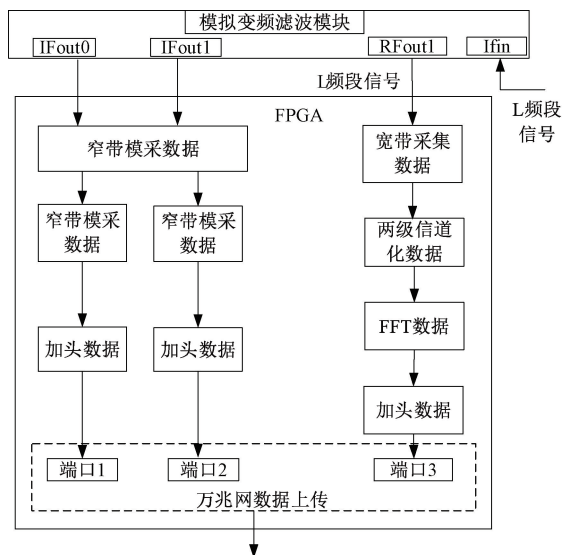 模拟变频滤波模块
IFout0
IFout1
RFout1
Ifin
L频段信号
L频段
信号
FPGA
窄带模采数据
宽带采集
数据
窄带模采
数据
窄带模采
数据
两级信道
化数据
FFT数据
加头数据
加头数据
加头数据
端口1
端口2
端口3
万兆网数据上传